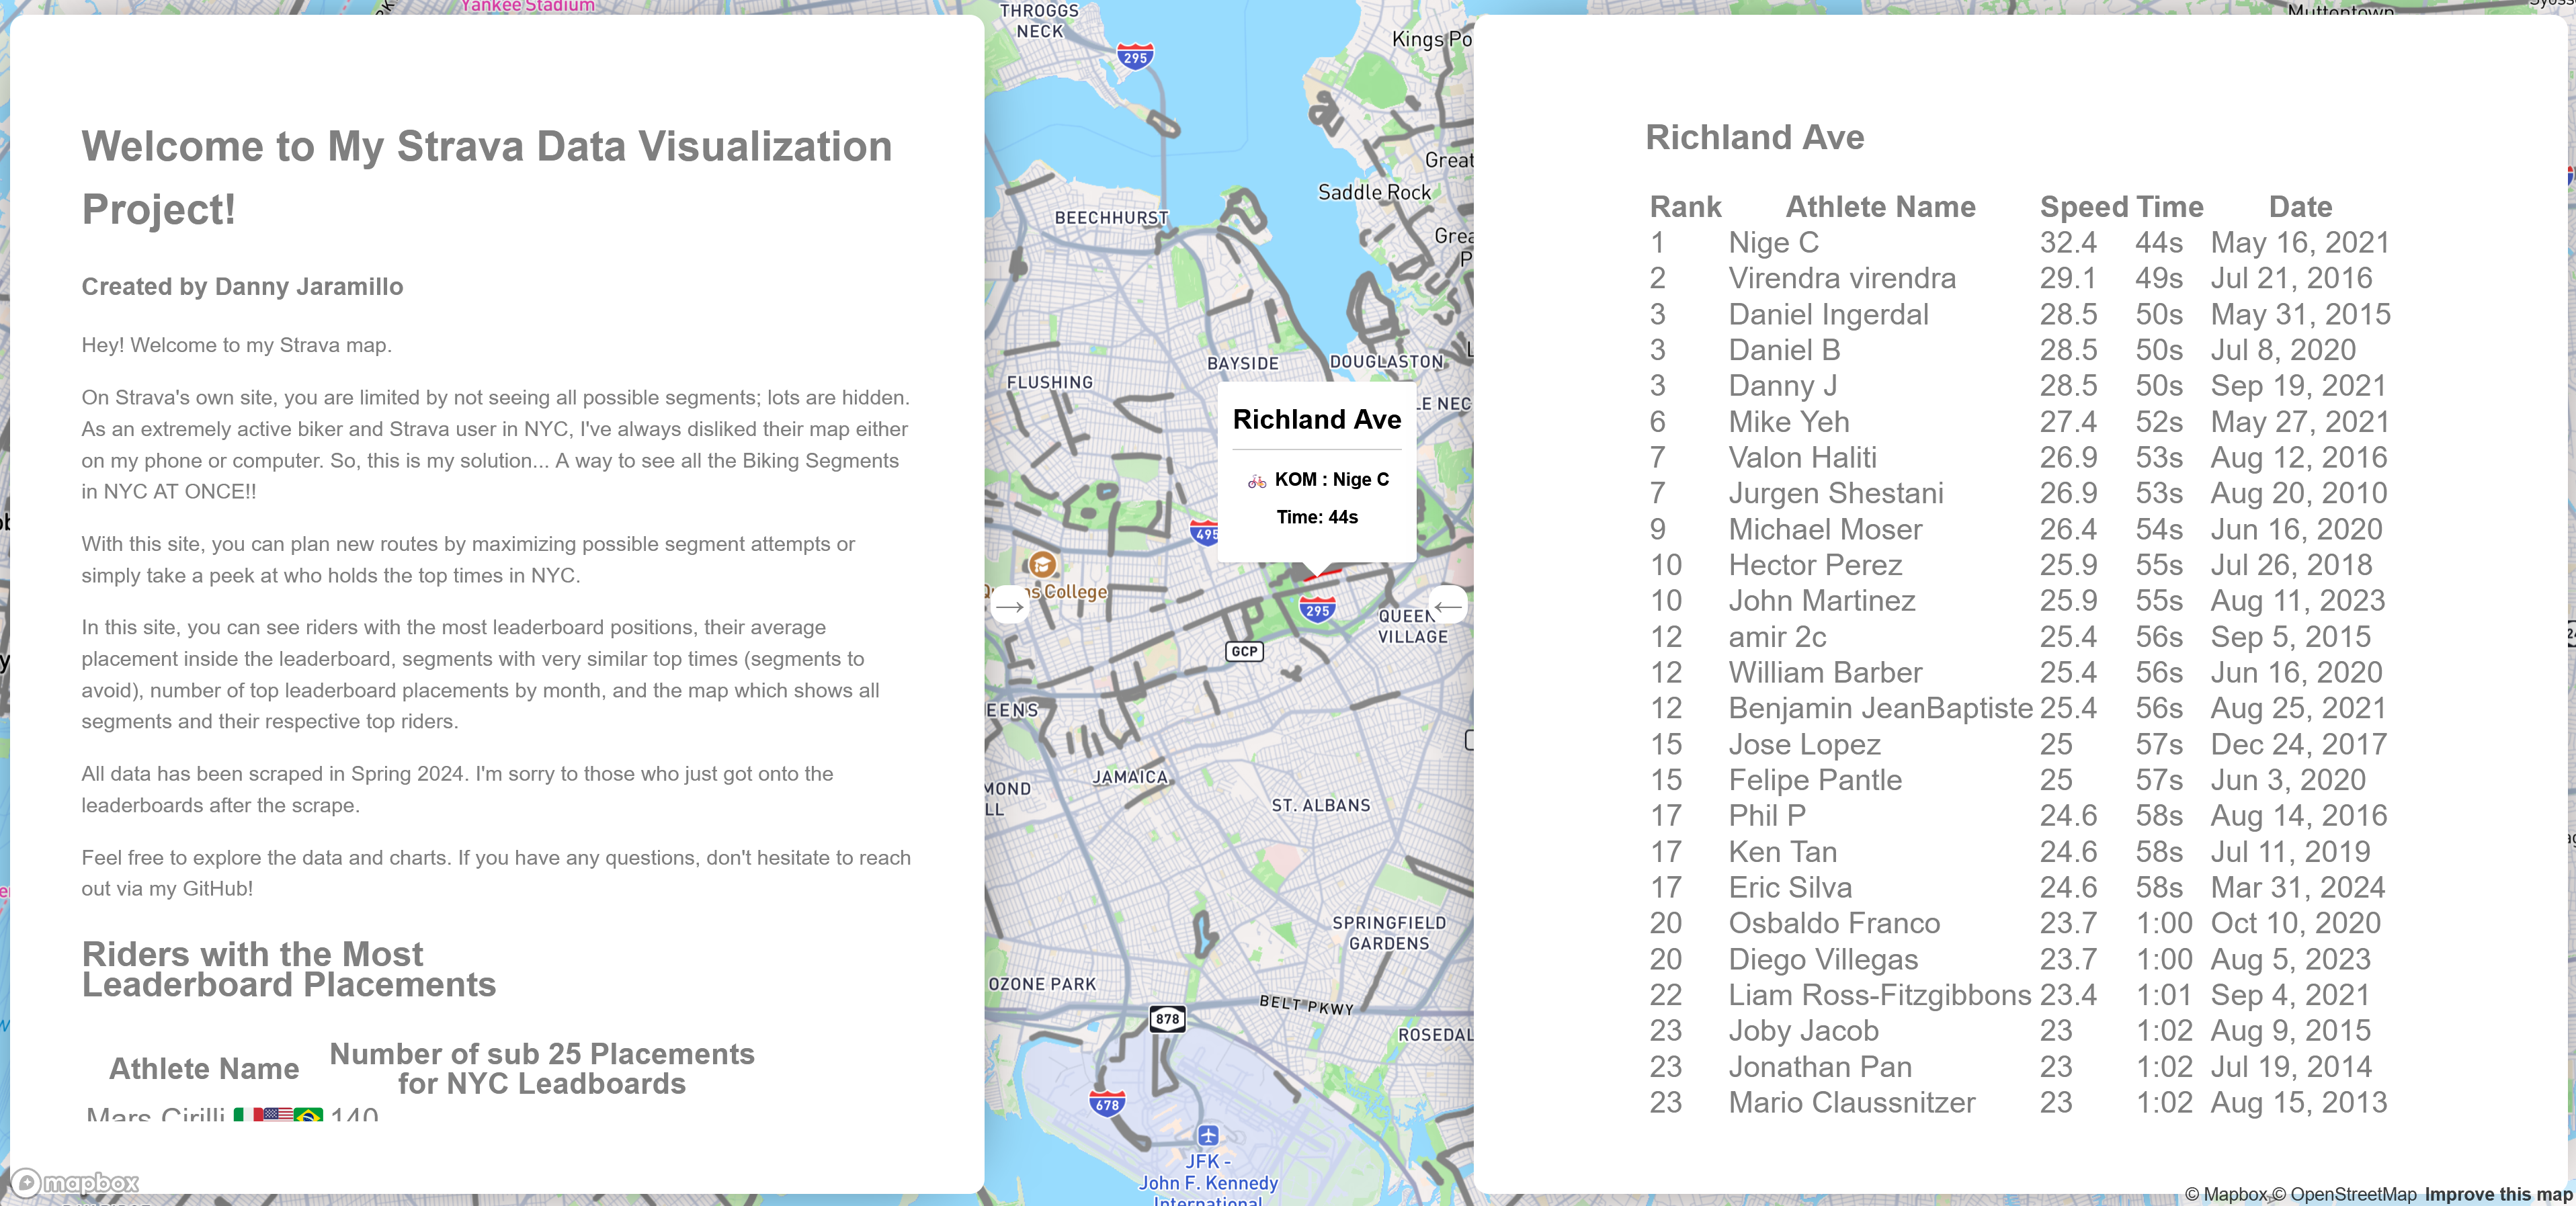 Yankee Stadium
Muttontown
Welcome to My Strava Data Visualization
Project!
Created by Danny Jaramillo
Hey! Welcome to my Strava map.
On Strava's own site, you are limited by not seeing all possible segments; lots are hidden.
As an extremely active biker and Strava user in NYC, I've always disliked their map either
on my phone or computer. So, this is my solution... A way to see all the Biking Segments
in NYC AT ONCE!!
With this site, you can plan new routes by maximizing possible segment attempts or
simply take a peek at who holds the top times in NYC.
In this site, you can see riders with the most leaderboard positions, their average
placement inside the leaderboard, segments with very similar top times (segments to
avoid), number of top leaderboard placements by month, and the map which shows all
segments and their respective top riders.
All data has been scraped in Spring 2024. I'm sorry to those who just got onto the
leaderboards after the scrape.
Feel free to explore the data and charts. If you have any questions, don't hesitate to reach
out via my GitHub!
Riders with the Most
Leaderboard Placements
Athlete Name Number of sub 25 Placements
for NYC Leadboards
Mars Cirilli 140
mapbox
THROGGS
NECK
295
Kings Po
Great
Saddle Rock
BEECHHURST
Grea
P
BAYSIDE
DOUGLASTON
FLUSHING
LE NEC
Richland Ave
KOM : Nige C
Time: 44s
495
ns College
295
QUEEN
VILLAGE
GCP
EENS
JAMAICA
MOND
LL
ST. ALBANS
SPRINGFIELD
GARDENS
OZONE PARK
BELT PKWY
878
ROSEDAL
678
JFK -
John F. Kennedy
International
Richland Ave
Rank Athlete Name Speed Time Date
1 Nige C 32.4 44s May 16, 2021
2 Virendra virendra 29.1 49s Jul 21, 2016
3 Daniel Ingerdal 28.5 50s May 31, 2015
3 Daniel B 28.5 50s Jul 8, 2020
3 Danny J 28.5 50s Sep 19, 2021
6 Mike Yeh 27.4 52s May 27, 2021
7 Valon Haliti 26.9 53s Aug 12, 2016
7 Jurgen Shestani 26.9 53s Aug 20, 2010
9 Michael Moser 26.4 54s Jun 16, 2020
10 Hector Perez 25.9 55s Jul 26, 2018
10 John Martinez 25.9 55s Aug 11, 2023
12 amir 2c 25.4 56s Sep 5, 2015
12 William Barber 25.4 56s Jun 16, 2020
12 Benjamin JeanBaptiste 25.4 56s Aug 25, 2021
15 Jose Lopez 25 57s Dec 24, 2017
15 Felipe Pantle 25 57s Jun 3, 2020
17 Phil P 24.6 58s Aug 14, 2016
17 Ken Tan 24.6 58s Jul 11, 2019
17 Eric Silva 24.6 58s Mar 31, 2024
20 Osbaldo Franco 23.7 1:00 Oct 10, 2020
20 Diego Villegas 23.7 1:00 Aug 5, 2023
22 Liam Ross-Fitzgibbons 23.4 1:01 Sep 4, 2021
23 Joby Jacob 23 1:02 Aug 9, 2015
23 Jonathan Pan 23 1:02 Jul 19, 2014
23 Mario Claussnitzer 23 1:02 Aug 15, 2013
© Mapbox © OpenStreetMap Improve this map